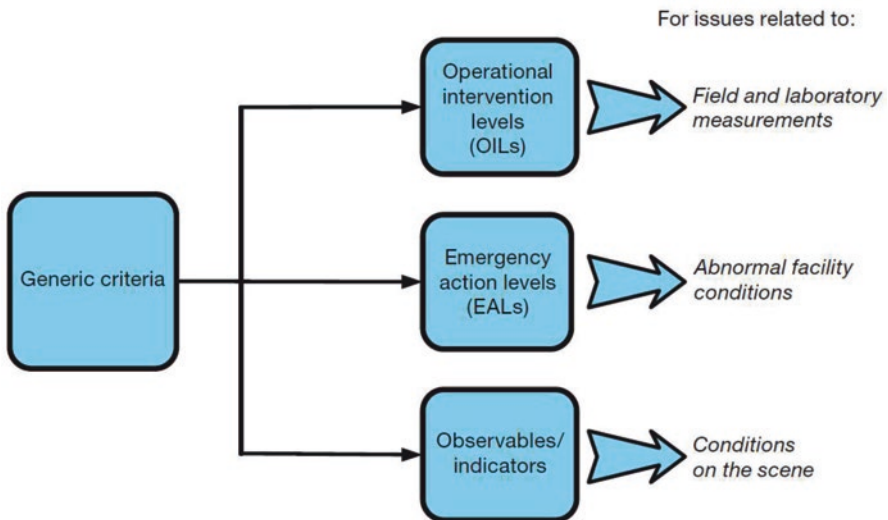 For issues related to:
Operational
intervention
levels
(OILs)
Field and laboratory
measurements
Generic criteria
Emergency
action levels
(EALs)
Abnormal facility
conditions
Observables/
indicators
Conditions
on the scene